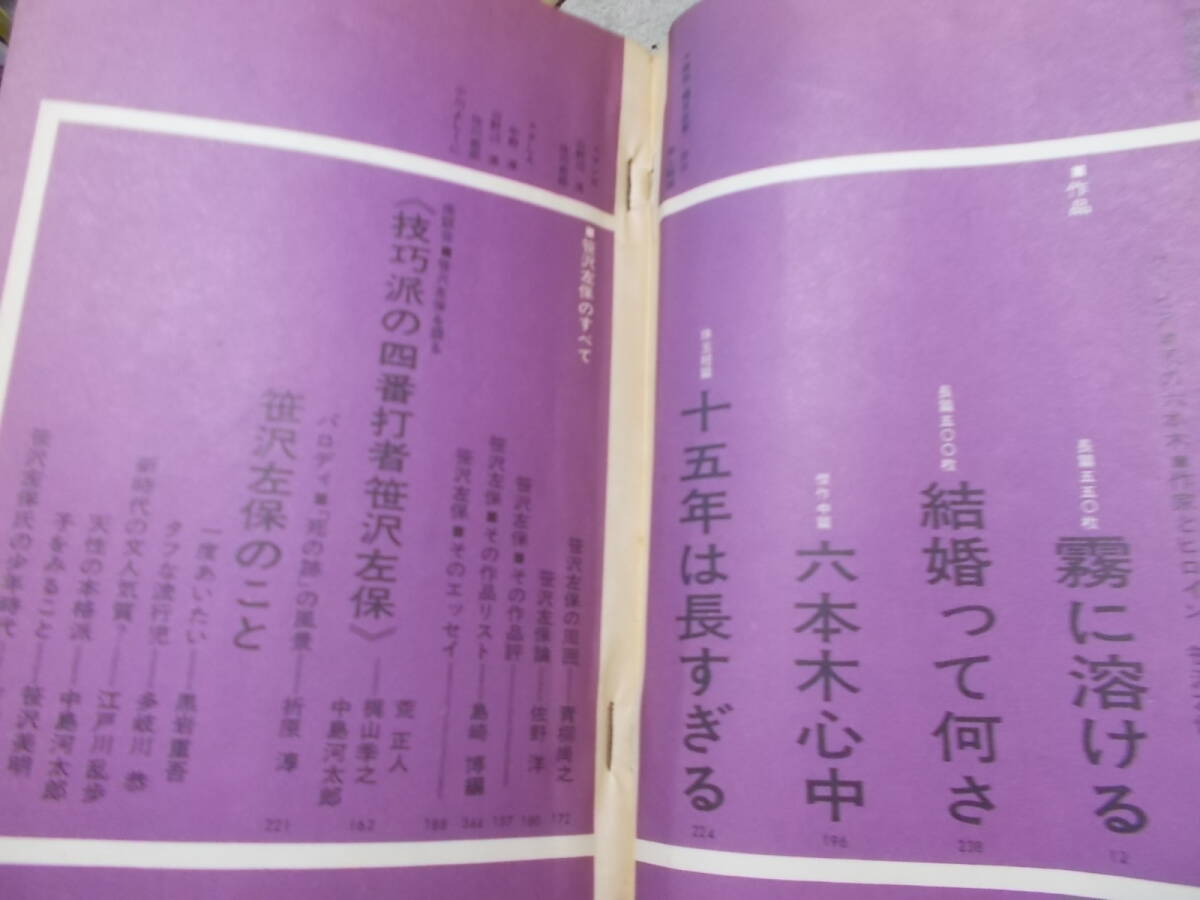 ■作品
長篇五五〇枚
霧に溶ける
12
長篇五〇〇枚
結婚って何さ
238
傑作中篇
六本木心中
196
十五年は長すぎる
224
■笹沢左保のすべて
笹沢左保の周囲——青柳尚之
172
笹沢左保論——佐野 洋
180
笹沢左保■その作品評
157
笹沢左保■その作品リスト——島崎 博編
344
笹沢左保■そのエッセイ
188
《技巧派の四番打者笹沢左保》
荒 正人
梶山季之
中島河太郎
162
パロディ■「死の跡」の風景——折原 淳
221
笹沢左保のこと
一度あいたい——黒岩重吾
タフな流行児——多岐川 恭
新時代の文人気質?——江戸川乱歩
天性の本格派——中島河太郎
子をみること——笹沢美明
笹沢左保氏の少年時代